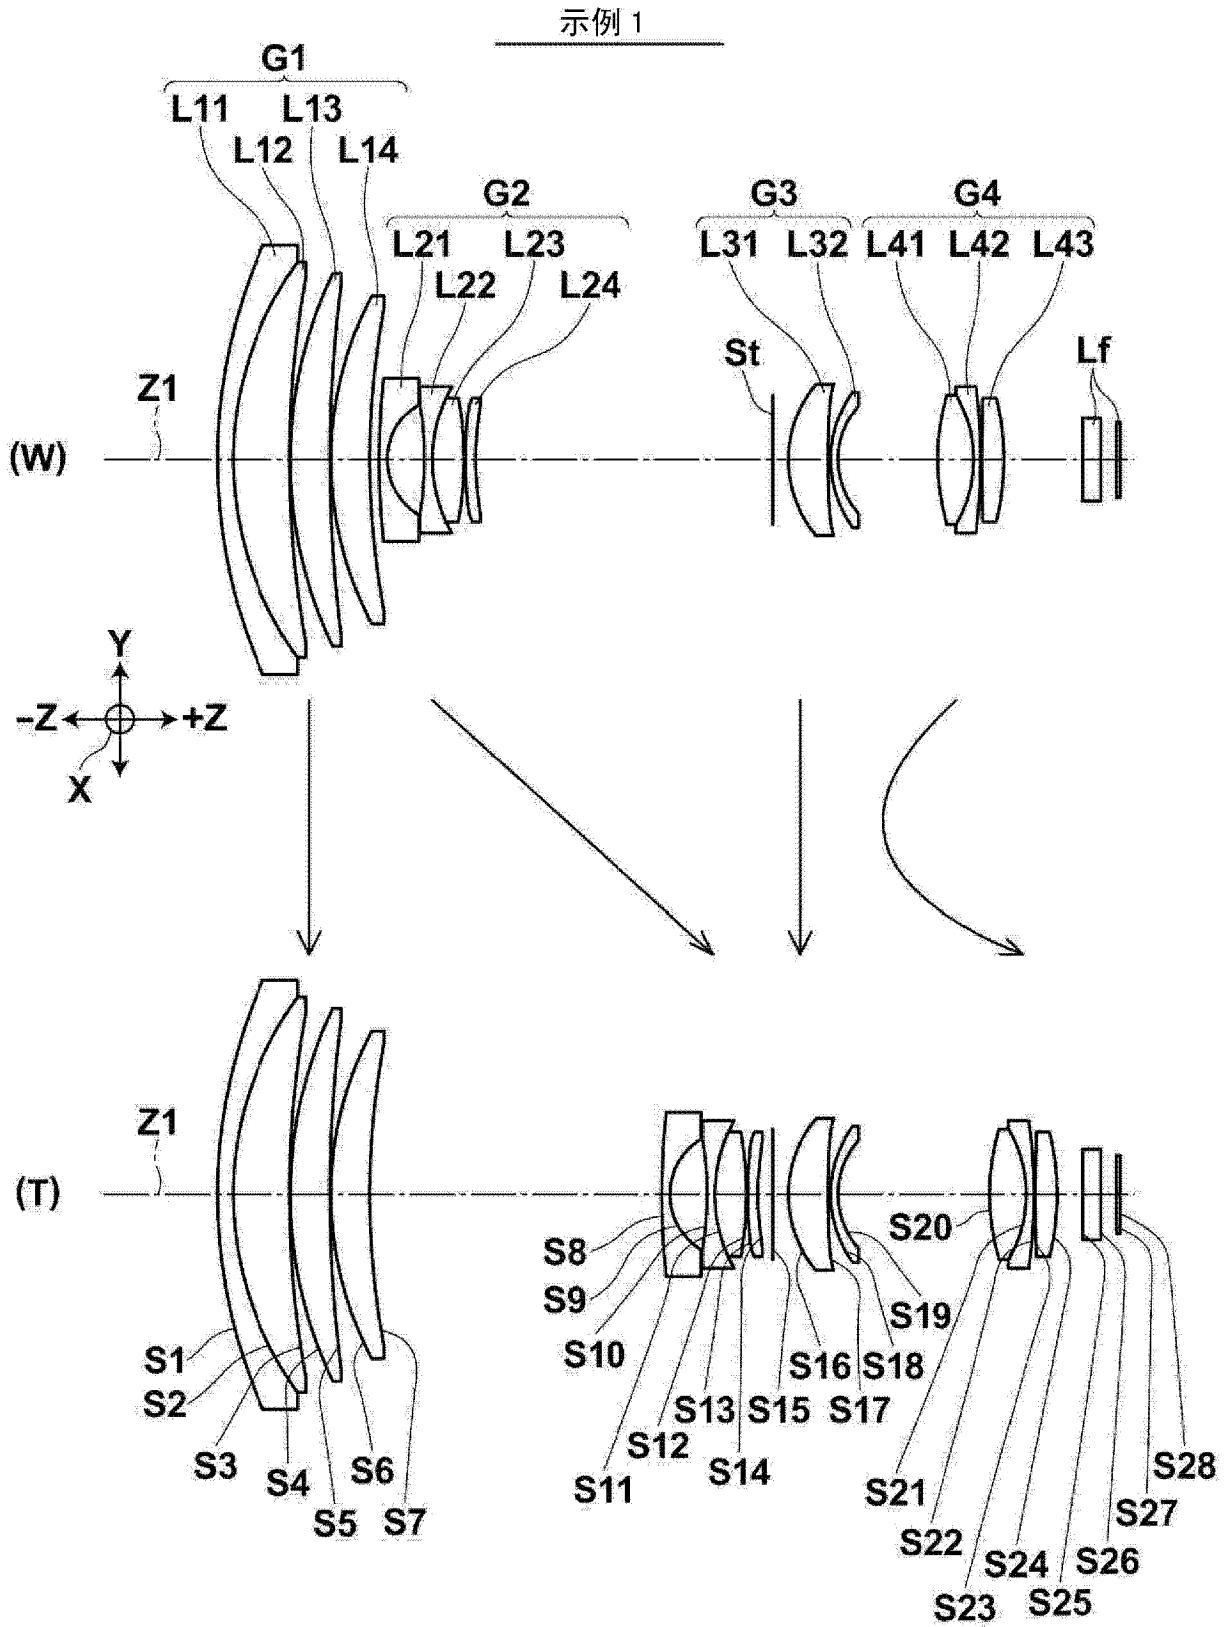 示例 1
G1
L11 L13
L12 L14
G2 G3 G4
L21 L23 L31 L32 L41 L42 L43
L22 L24
St Lf
Z1
(W)
Y
–Z +Z
X
Z1
(T)
S8 S20
S9 S19
S10 S16 S18
S1 S13 S15 S17
S2 S12 S14
S3 S4 S6 S11 S21 S28
S5 S7 S22 S27
S24 S26
S23 S25